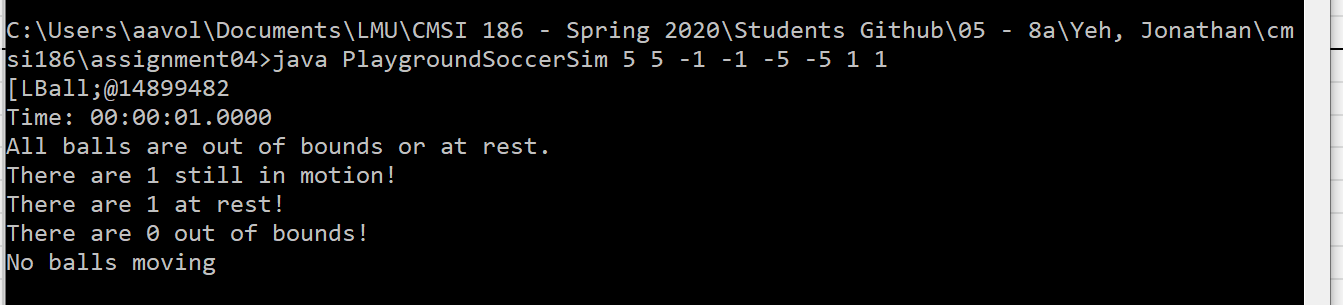 C:\Users\aavol\Documents\LMU\CMSI 186 - Spring 2020\Students Github\05 - 8a\Yeh, Jonathan\cm
si186\assignment04>java PlaygroundSoccerSim 5 5 -1 -1 -5 -5 1 1
[LBall;@14899482
Time: 00:00:01.0000
All balls are out of bounds or at rest.
There are 1 still in motion!
There are 1 at rest!
There are 0 out of bounds!
No balls moving